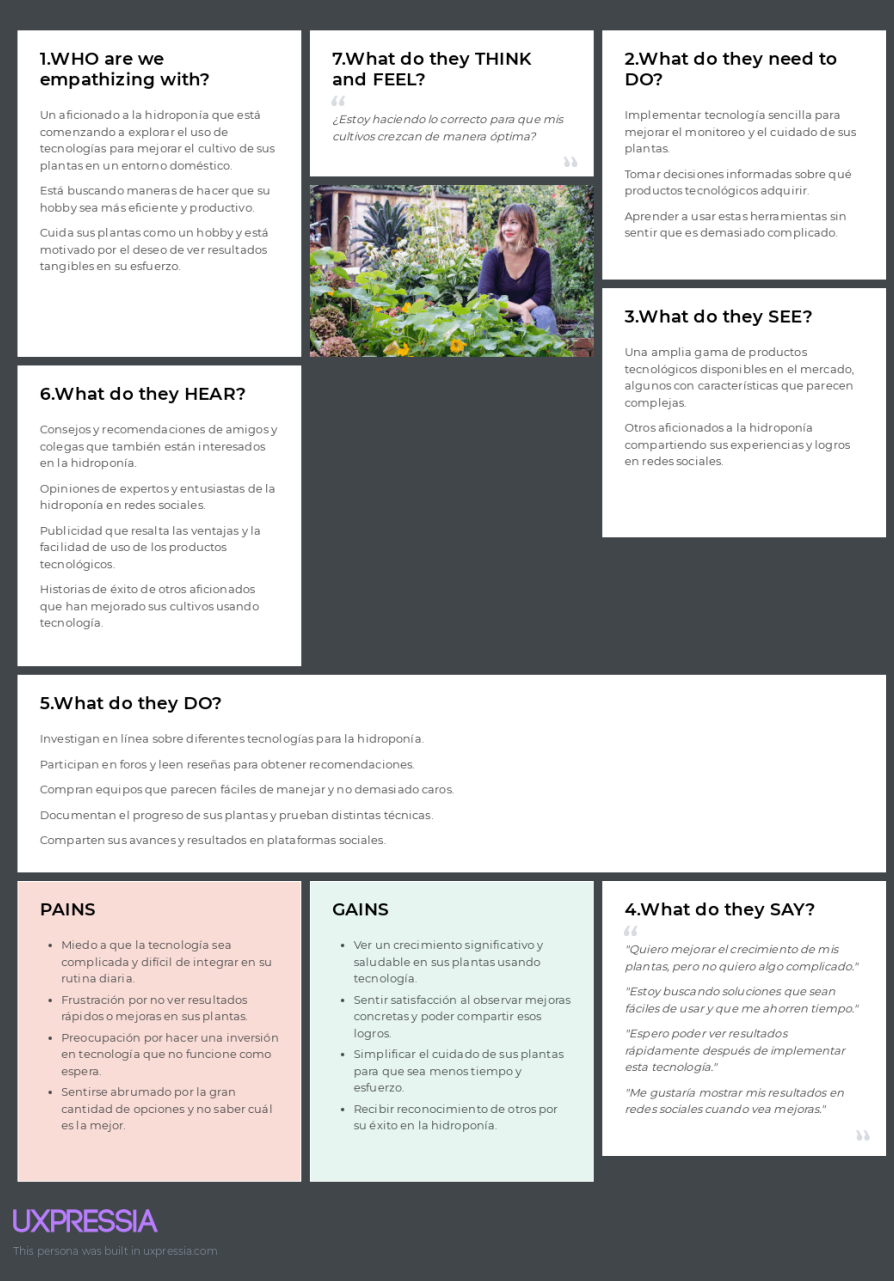 1.WHO are we
empathizing with?
Un aficionado a la hidroponía que está
comenzando a explorar el uso de
tecnologías para mejorar el cultivo de sus
plantas en un entorno doméstico.
Está buscando maneras de hacer que su
hobby sea más eficiente y productivo.
Cuida sus plantas como un hobby y está
motivado por el deseo de ver resultados
tangibles en su esfuerzo.
7.What do they THINK
and FEEL?
“
¿Estoy haciendo lo correcto para que mis
cultivos crezcan de manera óptima?
”
2.What do they need to
DO?
Implementar tecnología sencilla para
mejorar el monitoreo y el cuidado de sus
plantas.
Tomar decisiones informadas sobre qué
productos tecnológicos adquirir.
Aprender a usar estas herramientas sin
sentir que es demasiado complicado.
3.What do they SEE?
Una amplia gama de productos
tecnológicos disponibles en el mercado,
algunos con características que parecen
complejas.
Otros aficionados a la hidroponía
compartiendo sus experiencias y logros
en redes sociales.
6.What do they HEAR?
Consejos y recomendaciones de amigos y
colegas que también están interesados
en la hidroponía.
Opiniones de expertos y entusiastas de la
hidroponía en redes sociales.
Publicidad que resalta las ventajas y la
facilidad de uso de los productos
tecnológicos.
Historias de éxito de otros aficionados
que han mejorado sus cultivos usando
tecnología.
5.What do they DO?
Investigan en línea sobre diferentes tecnologías para la hidroponía.
Participan en foros y leen reseñas para obtener recomendaciones.
Compran equipos que parecen fáciles de manejar y no demasiado caros.
Documentan el progreso de sus plantas y prueban distintas técnicas.
Comparten sus avances y resultados en plataformas sociales.
PAINS
• Miedo a que la tecnología sea
complicada y difícil de integrar en su
rutina diaria.
• Frustración por no ver resultados
rápidos o mejoras en sus plantas.
• Preocupación por hacer una inversión
en tecnología que no funcione como
espera.
• Sentirse abrumado por la gran
cantidad de opciones y no saber cuál
es la mejor.
GAINS
• Ver un crecimiento significativo y
saludable en sus plantas usando
tecnología.
• Sentir satisfacción al observar mejoras
concretas y poder compartir esos
logros.
• Simplificar el cuidado de sus plantas
para que sea menos tiempo y
esfuerzo.
• Recibir reconocimiento de otros por
su éxito en la hidroponía.
4.What do they SAY?
“
"Quiero mejorar el crecimiento de mis
plantas, pero no quiero algo complicado."
"Estoy buscando soluciones que sean
fáciles de usar y que me ahorren tiempo."
"Espero poder ver resultados
rápidamente después de implementar
esta tecnología."
"Me gustaría mostrar mis resultados en
redes sociales cuando vea mejoras."
”
UXPRESSIA
This persona was built in uxpressia.com